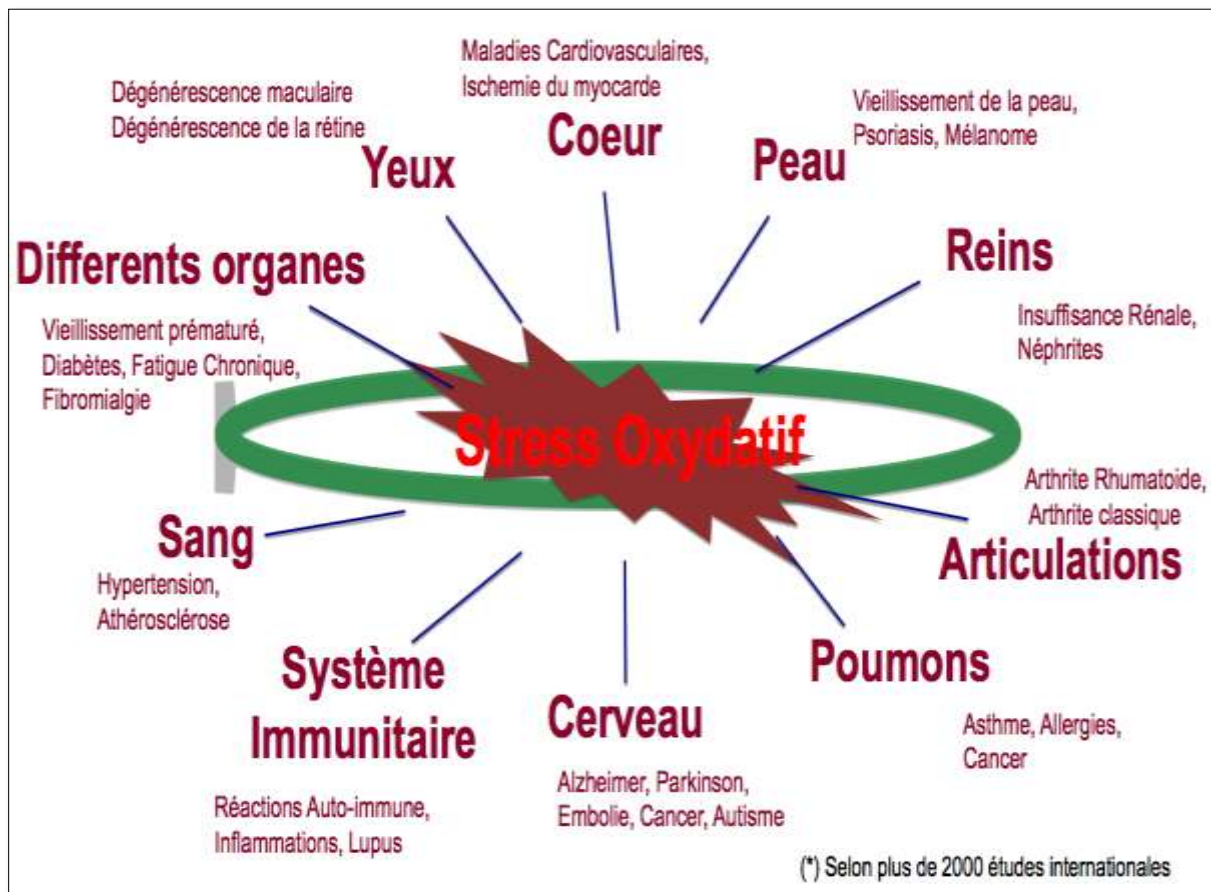 Maladies Cardiovasculaires,
Ischemie du myocarde
Coeur
Dégénérescence maculaire
Dégénérescence de la rétine
Yeux
Vieillissement de la peau,
Psoriasis, Mélanome
Peau
Differents organes
Vieillissement prématuré,
Diabètes, Fatigue Chronique,
Fibromialgie
Reins
Insuffisance Rénale,
Néphrites
Stress Oxydatif
Arthrite Rhumatoide,
Arthrite classique
Articulations
Sang
Hypertension,
Athérosclérose
Système
Immunitaire
Réactions Auto-immune,
Inflammations, Lupus
Cerveau
Alzheimer, Parkinson,
Embolie, Cancer, Autisme
Poumons
Asthme, Allergies,
Cancer
(*) Selon plus de 2000 études internationales